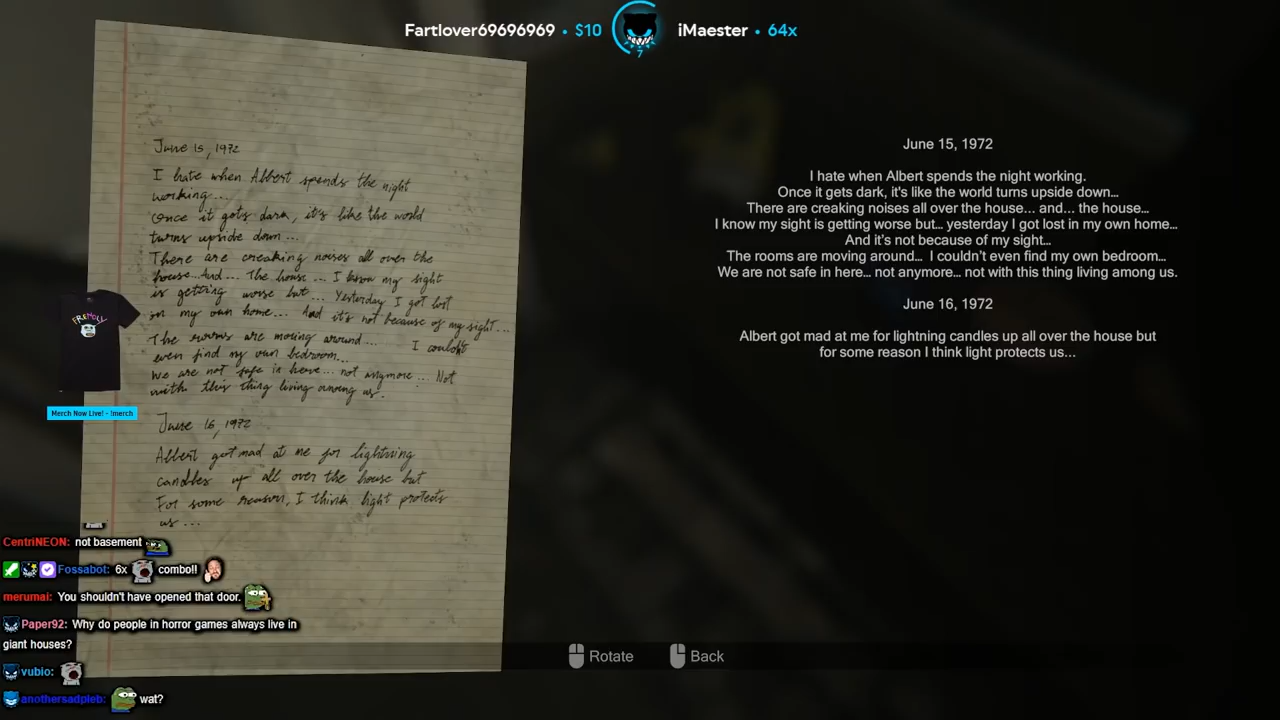 Fartlover69696969 • $10
7
iMaester • 64x
June 15, 1972
I hate when Albert spends the night
working...
Once it gets dark, it's like the world
turns upside down...
There are creaking noises all over the
house... And... The house... I know my sight
is getting worse but... Yesterday I got lost
in my own home... And it's not because of my sight...
The rooms are moving around... I couldn't
even find my own bedroom...
We are not safe in here... not anymore... Not
with this thing living among us.
June 16, 1972
Albert got mad at me for lightning
candles up all over the house but
For some reason, I think light protects
us...
June 15, 1972
I hate when Albert spends the night working.
Once it gets dark, it's like the world turns upside down...
There are creaking noises all over the house... and... the house...
I know my sight is getting worse but... yesterday I got lost in my own home...
And it's not because of my sight...
The rooms are moving around... I couldn't even find my own bedroom...
We are not safe in here... not anymore... not with this thing living among us.
June 16, 1972
Albert got mad at me for lightning candles up all over the house but
for some reason I think light protects us...
FRENDLY
Merch Now Live! - !merch
CentriNEON: not basement
Fossabot: 6x combo!!
merumai: You shouldn't have opened that door.
Paper92: Why do people in horror games always live in
giant houses?
vubio:
anothersadpleb: wat?
Rotate
Back